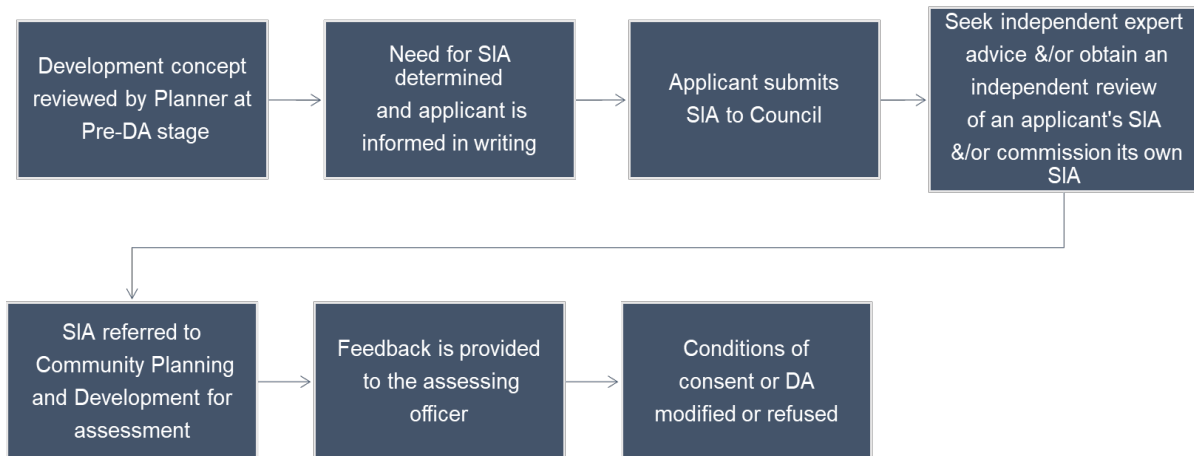 Development concept
reviewed by Planner at
Pre-DA stage
Need for SIA
determined
and applicant is
informed in writing
Applicant submits
SIA to Council
Seek independent expert
advice &/or obtain an
independent review
of an applicant's SIA
&/or commission its own
SIA
SIA referred to
Community Planning
and Development for
assessment
Feedback is provided
to the assessing
officer
Conditions of
consent or DA
modified or refused